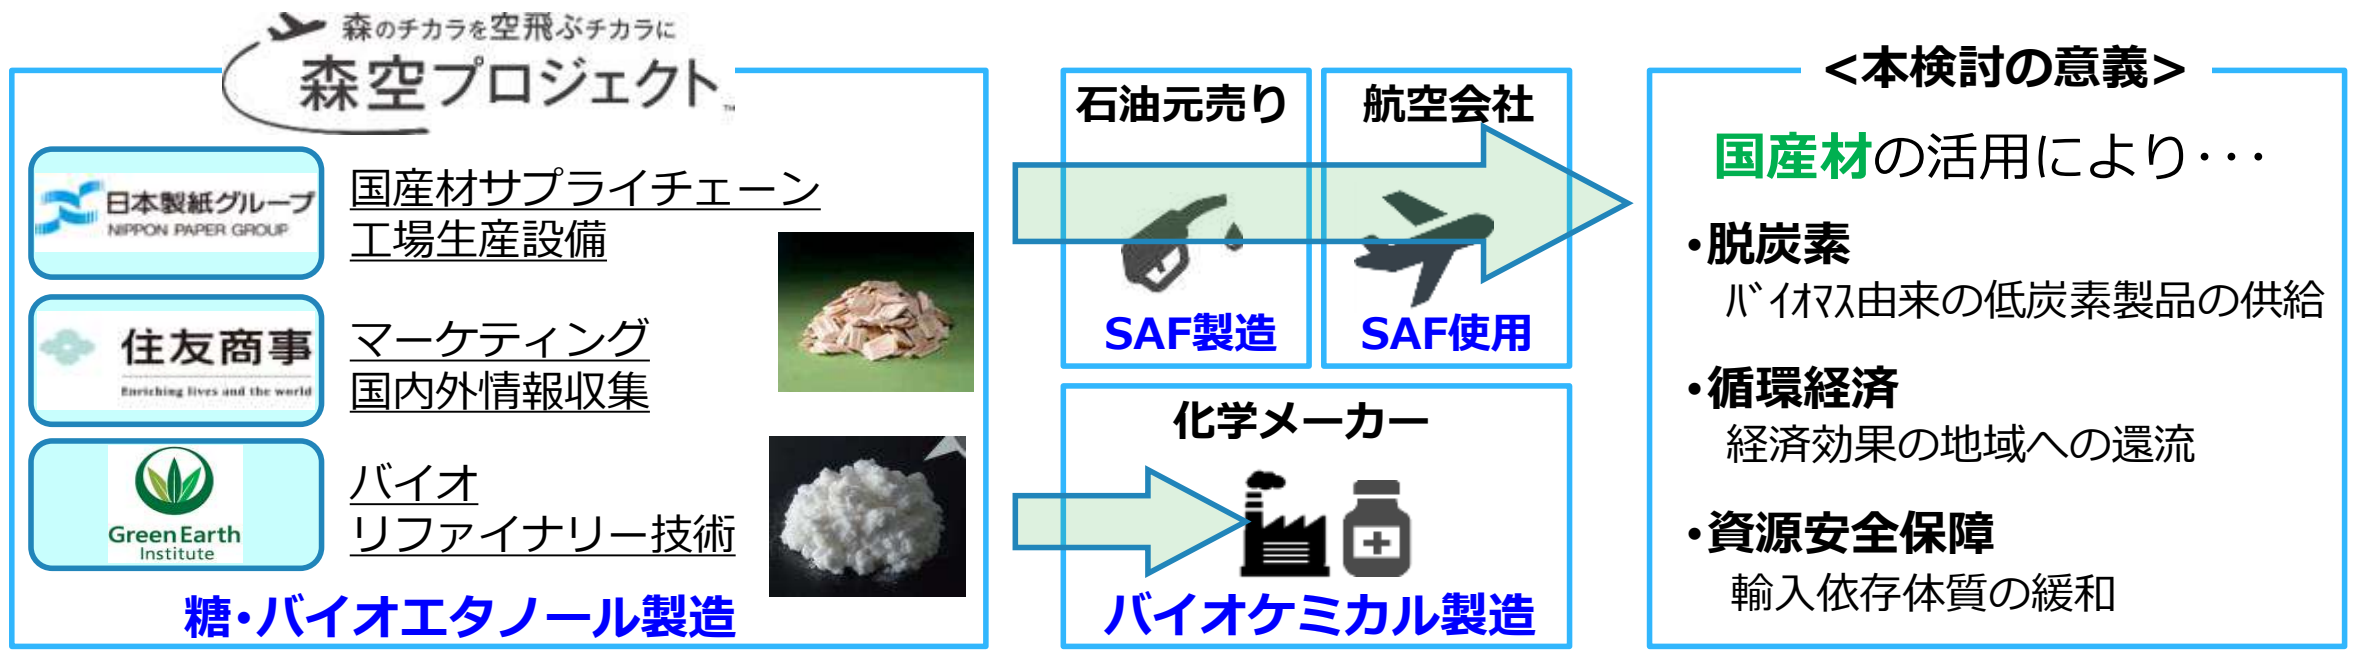 森のチカラを空飛ぶチカラに
森空プロジェクト
TM
日本製紙グループ
NIPPON PAPER GROUP
国産材サプライチェーン
工場生産設備
住友商事
Enriching lives and the world
マーケティング
国内外情報収集
Green Earth
Institute
バイオ
リファイナリー技術
糖・バイオエタノール製造
石油元売り
SAF製造
航空会社
SAF使用
化学メーカー
バイオケミカル製造
<本検討の意義>
国産材の活用により・・・
・脱炭素
ﾊﾞｲｵﾏｽ由来の低炭素製品の供給
・循環経済
経済効果の地域への還流
・資源安全保障
輸入依存体質の緩和